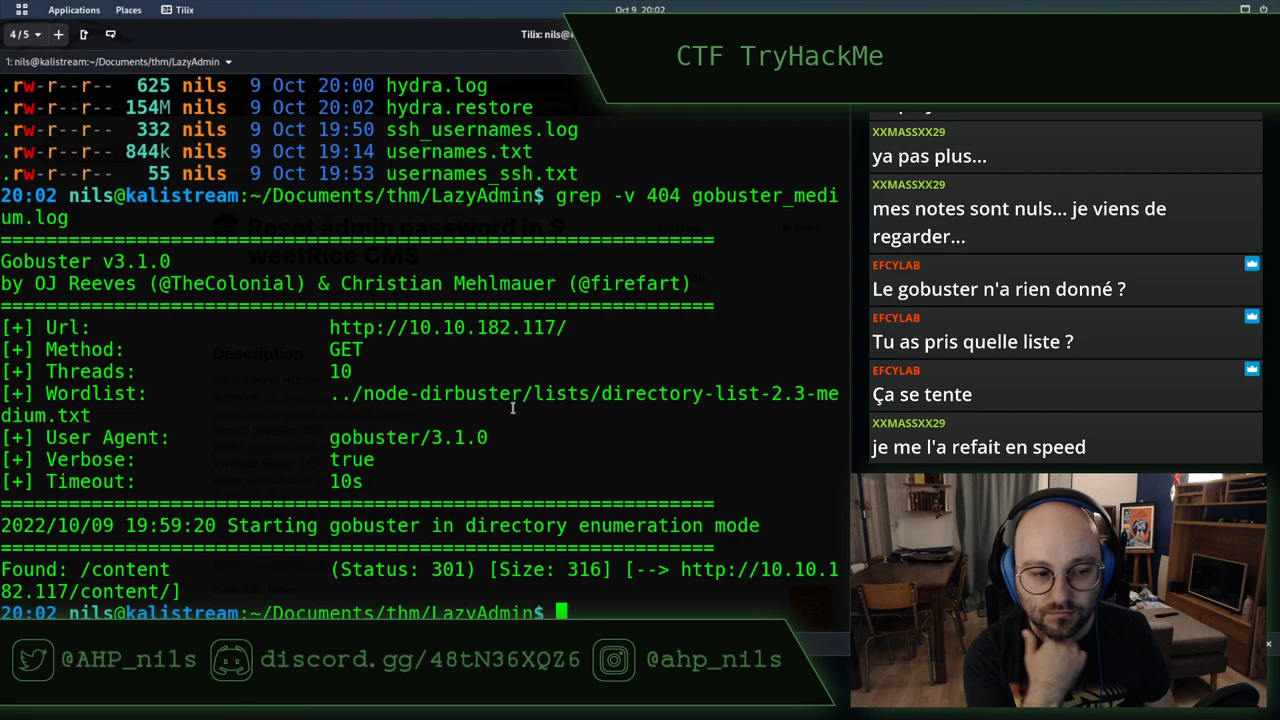 Applications Places Tilix Oct 9 20:02
4/5 Tilix: nils@
1: nils@kalistream:~/Documents/thm/LazyAdmin
CTF TryHackMe
.rw-r--r-- 625 nils 9 Oct 20:00 hydra.log
.rw-r--r-- 154M nils 9 Oct 20:02 hydra.restore
.rw-r--r-- 332 nils 9 Oct 19:50 ssh_usernames.log
.rw-r--r-- 844k nils 9 Oct 19:14 usernames.txt
.rw-r--r-- 55 nils 9 Oct 19:53 usernames_ssh.txt
20:02 nils@kalistream:~/Documents/thm/LazyAdmin$ grep -v 404 gobuster_medi
um.log
Reset admin password in S
weetRice CMS
===============================================================
Gobuster v3.1.0
by OJ Reeves (@TheColonial) & Christian Mehlmauer (@firefart)
===============================================================
[+] Url: http://10.10.182.117/
[+] Method: GET
Description
[+] Threads: 10
[+] Wordlist: ../node-dirbuster/lists/directory-list-2.3-me
dium.txt
[+] User Agent: gobuster/3.1.0
[+] Verbose: true
[+] Timeout: 10s
===============================================================
2022/10/09 19:59:20 Starting gobuster in directory enumeration mode
===============================================================
Found: /content (Status: 301) [Size: 316] [--> http://10.10.1
82.117/content/]
20:02 nils@kalistream:~/Documents/thm/LazyAdmin$
XXMASSXX29
ya pas plus...
XXMASSXX29
mes notes sont nuls... je viens de
regarder...
EFCYLAB
Le gobuster n'a rien donné ?
EFCYLAB
Tu as pris quelle liste ?
EFCYLAB
Ça se tente
XXMASSXX29
je me l'a refait en speed
@AHP_nils discord.gg/48tN36XQZ6 @ahp_nils